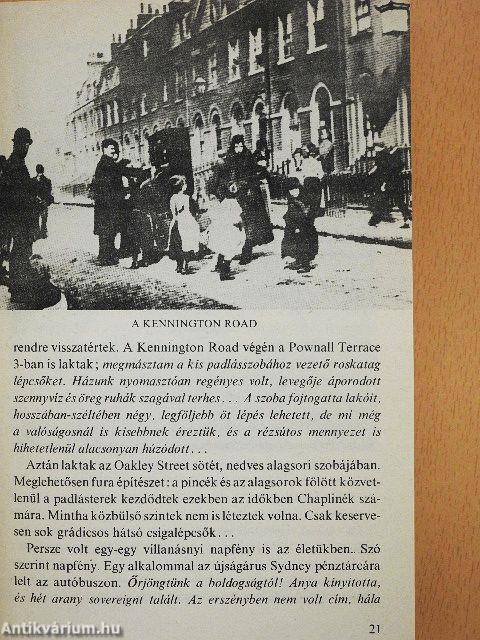 A KENNINGTON ROAD
rendre visszatértek. A Kennington Road végén a Pownall Terrace
3-ban is laktak; megmásztam a kis padlásszobához vezető roskatag
lépcsőket. Házunk nyomasztóan regényes volt, levegője áporodott
szennyvíz és öreg ruhák szagával terhes... A szoba fojtogatta lakóit,
hosszában-széltében négy, legföljebb öt lépés lehetett, de mi még
a valóságosnál is kisebbnek éreztük, és a rézsútos mennyezet is
hihetetlenül alacsonyan húzódott...
Aztán laktak az Oakley Street sötét, nedves alagsori szobájában.
Meglehetősen fura építészet: a pincék és az alagsorok fölött közvet-
lenül a padlásterek kezdődtek ezekben az időkben Chaplinék szá-
mára. Mintha közbülső szintek nem is léteztek volna. Csak keserve-
sen sok grádicsos hátsó csigalépcsők...
Persze volt egy-egy villanásnyi napfény is az életükben.. Szó
szerint napfény. Egy alkalommal az újságárus Sydney pénztárcára
lelt az autóbuszon. Őrjöngtünk a boldogságtól! Anya kinyitotta,
és hét arany sovereignt talált. Az erszényben nem volt cím, hála
21
Antikvárium.hu